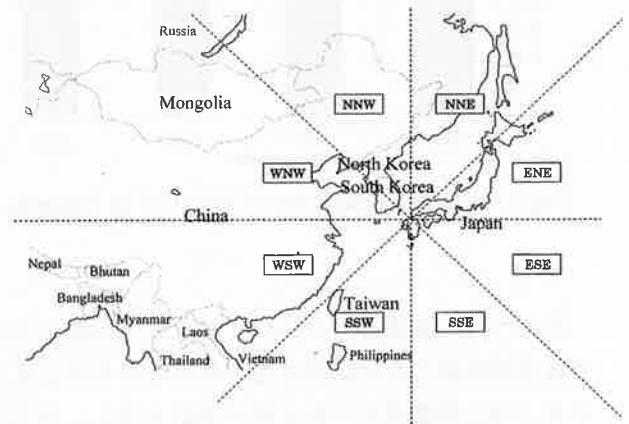 Russia
Mongolia
NNW
NNE
North Korea
WNW
ENE
South Korea
China
Japan
Nepal
Bhutan
WSW
ESE
Bangladesh
Taiwan
Myanmar
SSW
SSE
Laos
Thailand
Vietnam
Philippines